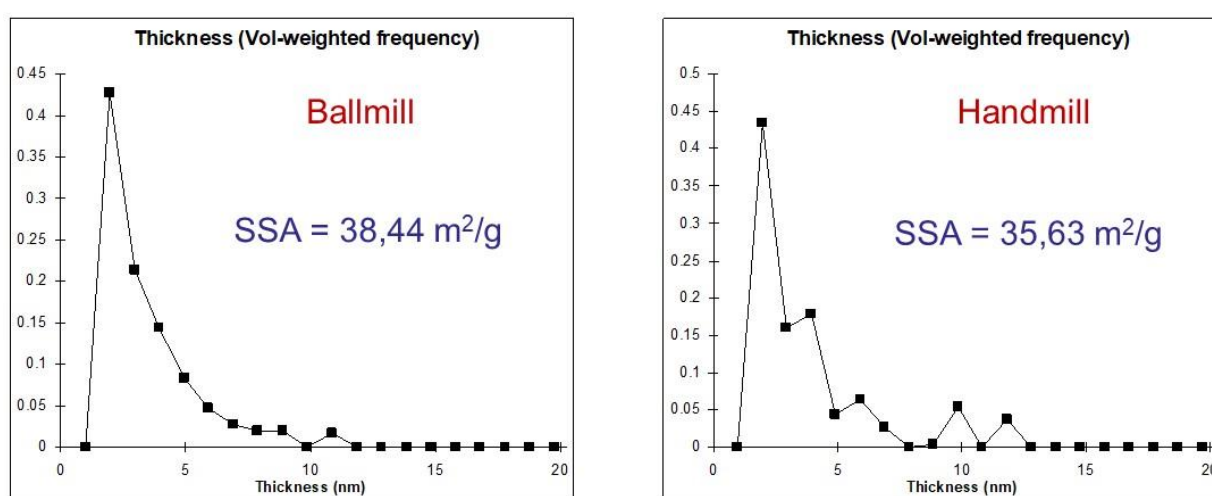 Thickness (Vol-weighted frequency)
0.45
0.4
0.35
0.3
0.25
0.2
0.15
0.1
0.05
0
0 5 10 15 20
Thickness (nm)
Ballmill
SSA = 38,44 m²/g
Thickness (Vol-weighted frequency)
0.5
0.45
0.4
0.35
0.3
0.25
0.2
0.15
0.1
0.05
0
0 5 10 15 20
Thickness (nm)
Handmill
SSA = 35,63 m²/g